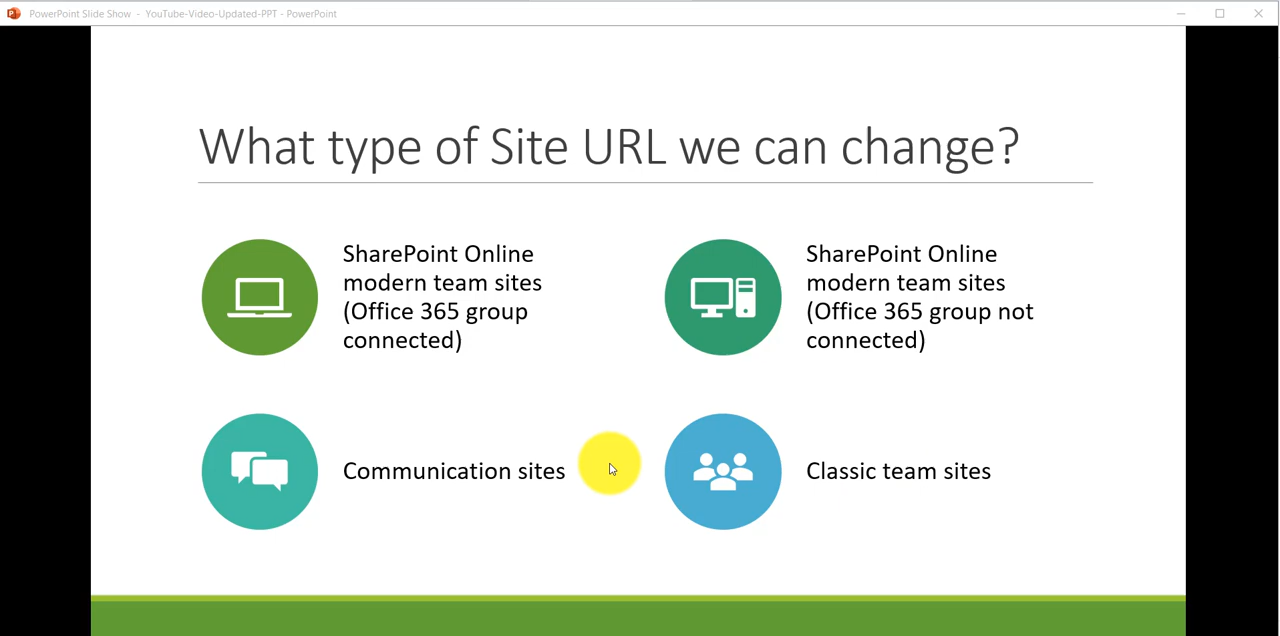 PowerPoint Slide Show - YouTube-Video-Updated-PPT - PowerPoint
What type of Site URL we can change?
SharePoint Online
modern team sites
(Office 365 group
connected)
SharePoint Online
modern team sites
(Office 365 group not
connected)
Communication sites
Classic team sites